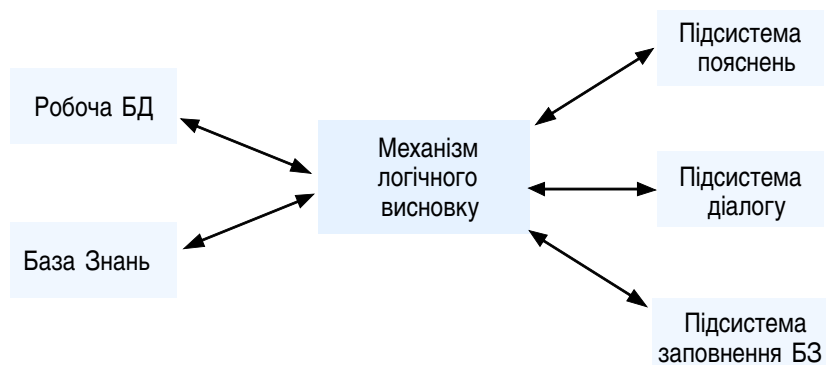 Підсистема
пояснень
Робоча БД
Механізм
логічного
висновку
Підсистема
діалогу
База Знань
Підсистема
заповнення БЗ